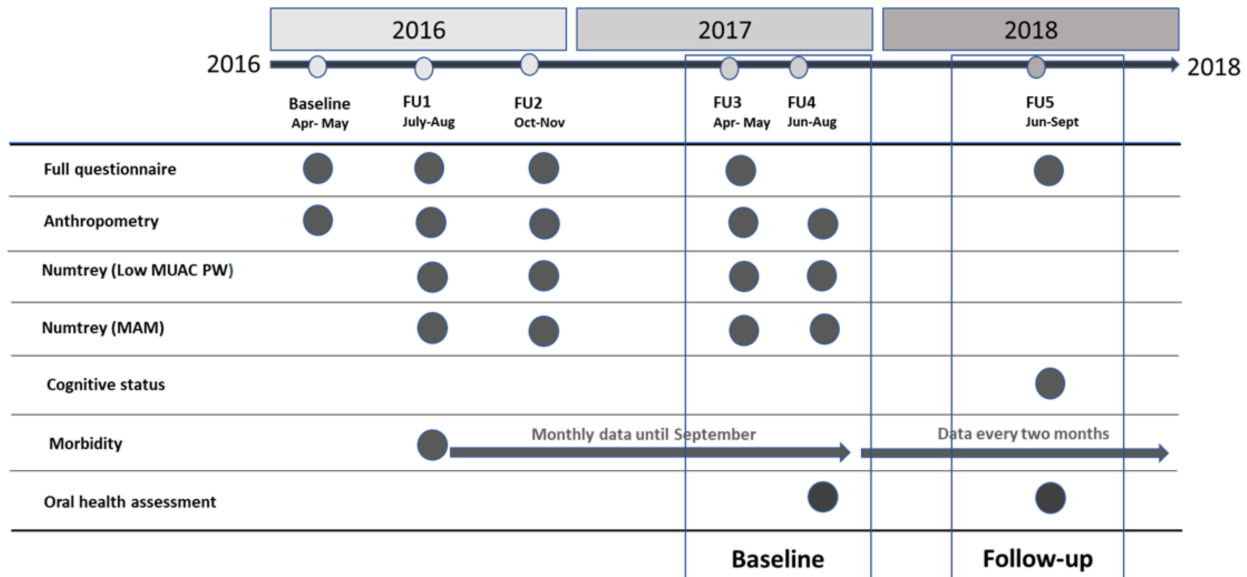 2016
2017
2018
2016
2018
Baseline
Apr- May
FU1
July-Aug
FU2
Oct-Nov
FU3
Apr- May
FU4
Jun-Aug
FU5
Jun-Sept
Full questionnaire
Anthropometry
Numtrey (Low MUAC PW)
Numtrey (MAM)
Cognitive status
Morbidity
Monthly data until September
Data every two months
Oral health assessment
Baseline
Follow-up